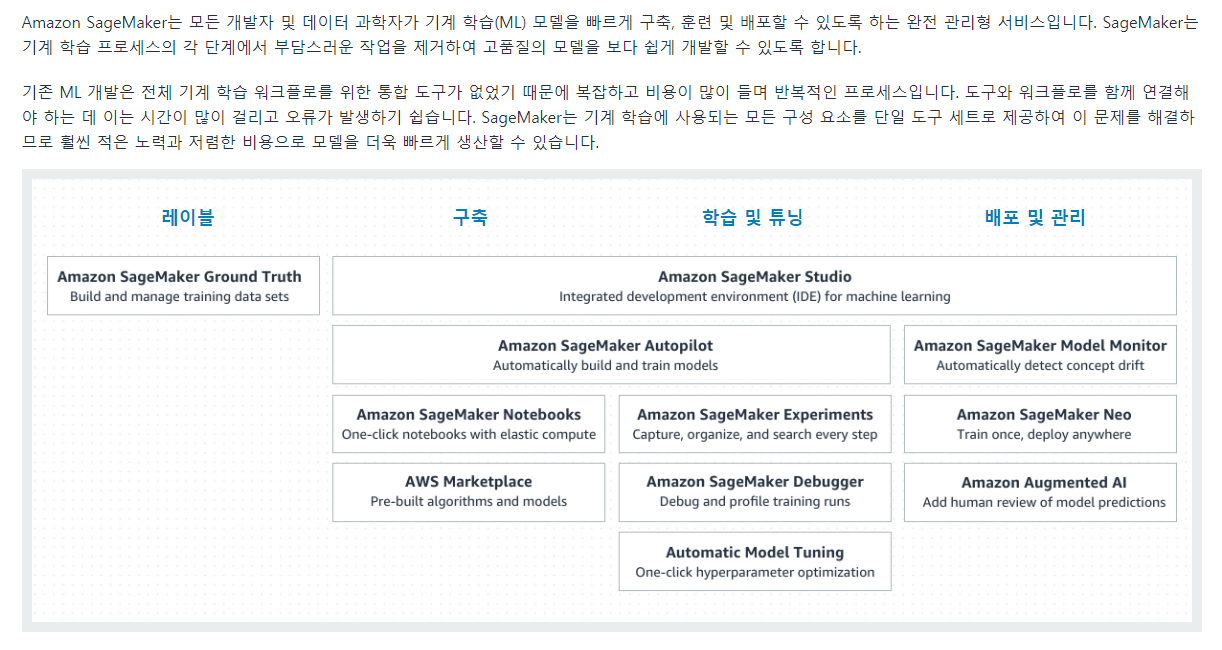 Amazon SageMaker는 모든 개발자 및 데이터 과학자가 기계 학습(ML) 모델을 빠르게 구축, 훈련 및 배포할 수 있도록 하는 완전 관리형 서비스입니다. SageMaker는
기계 학습 프로세스의 각 단계에서 부담스러운 작업을 제거하여 고품질의 모델을 보다 쉽게 개발할 수 있도록 합니다.
기존 ML 개발은 전체 기계 학습 워크플로를 위한 통합 도구가 없었기 때문에 복잡하고 비용이 많이 들며 반복적인 프로세스입니다. 도구와 워크플로를 함께 연결해
야 하는 데 이는 시간이 많이 걸리고 오류가 발생하기 쉽습니다. SageMaker는 기계 학습에 사용되는 모든 구성 요소를 단일 도구 세트로 제공하여 이 문제를 해결하
므로 훨씬 적은 노력과 저렴한 비용으로 모델을 더욱 빠르게 생산할 수 있습니다.
레이블
구축
학습 및 튜닝
배포 및 관리
Amazon SageMaker Ground Truth
Build and manage training data sets
Amazon SageMaker Studio
Integrated development environment (IDE) for machine learning
Amazon SageMaker Autopilot
Automatically build and train models
Amazon SageMaker Model Monitor
Automatically detect concept drift
Amazon SageMaker Notebooks
One-click notebooks with elastic compute
Amazon SageMaker Experiments
Capture, organize, and search every step
Amazon SageMaker Neo
Train once, deploy anywhere
AWS Marketplace
Pre-built algorithms and models
Amazon SageMaker Debugger
Debug and profile training runs
Amazon Augmented AI
Add human review of model predictions
Automatic Model Tuning
One-click hyperparameter optimization